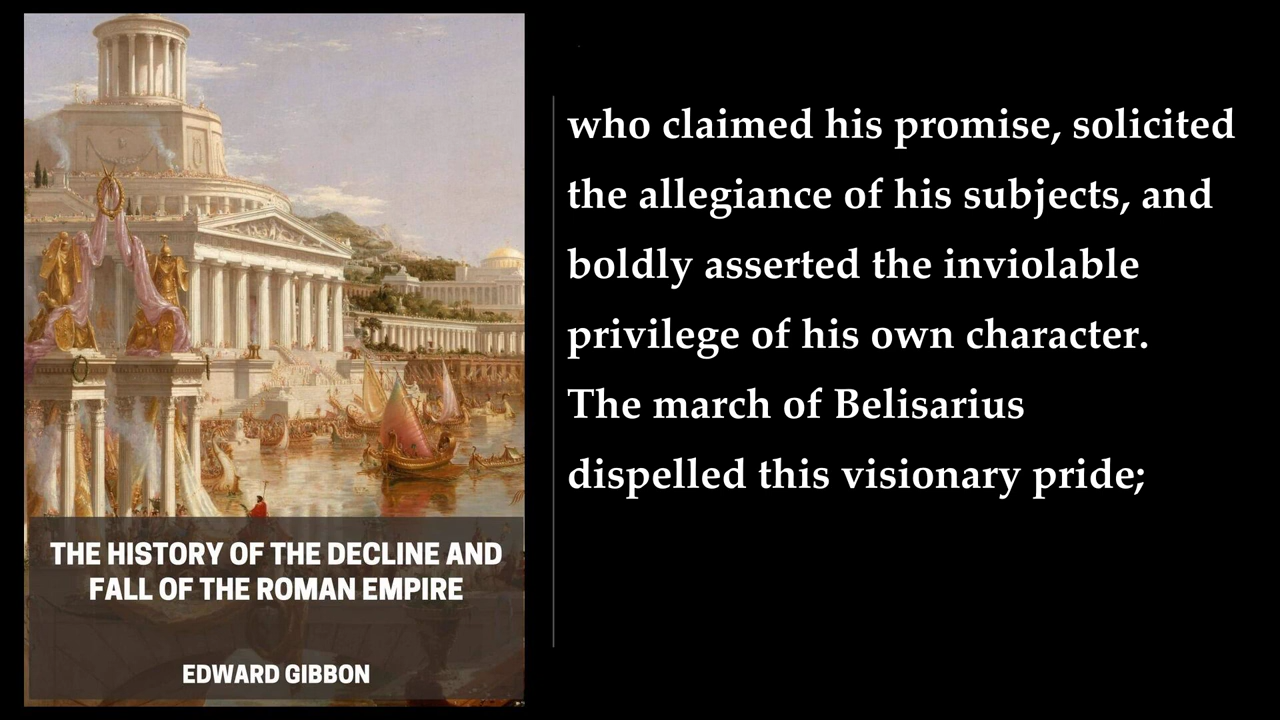 THE HISTORY OF THE DECLINE AND
FALL OF THE ROMAN EMPIRE
EDWARD GIBBON
who claimed his promise, solicited
the allegiance of his subjects, and
boldly asserted the inviolable
privilege of his own character.
The march of Belisarius
dispelled this visionary pride;